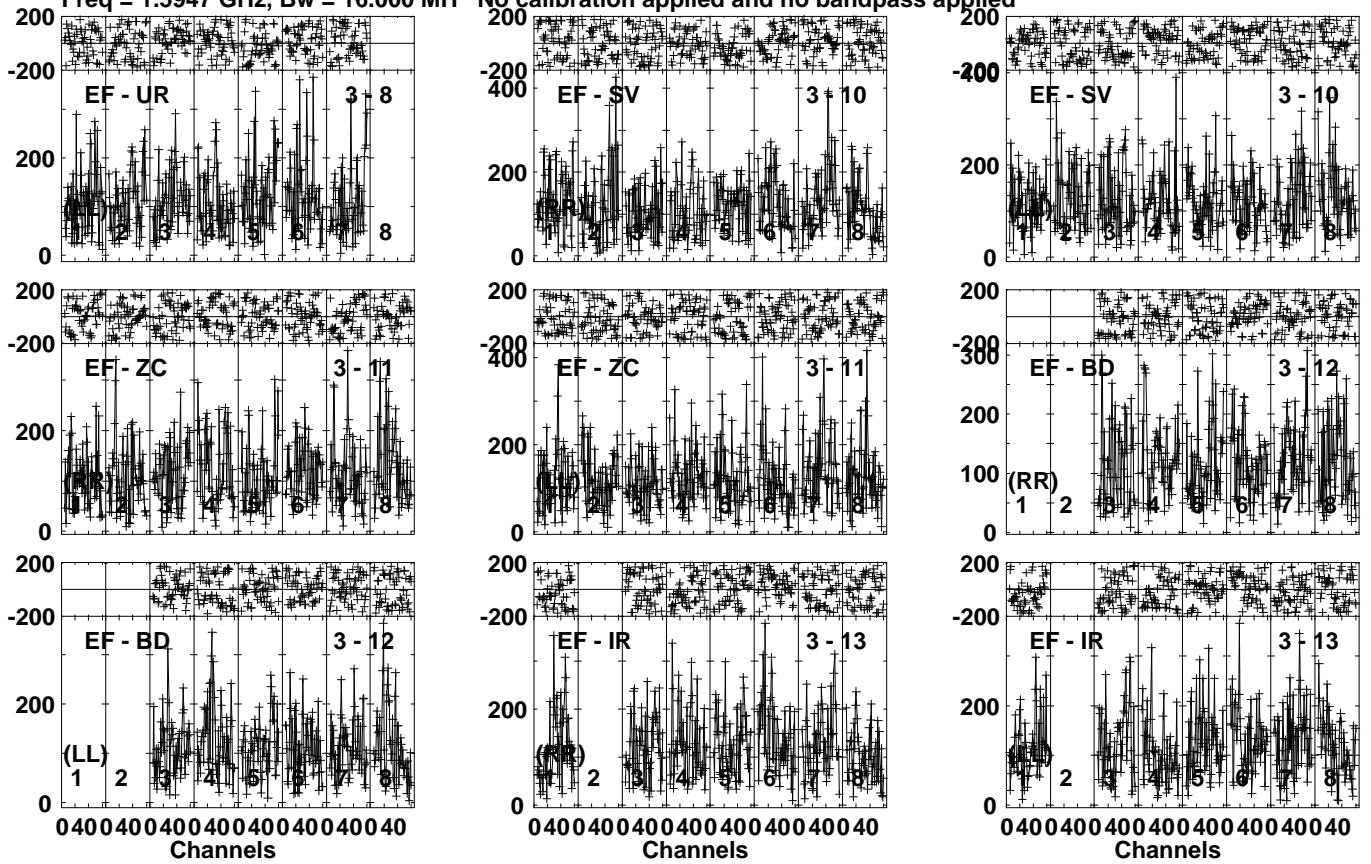 Freq = 1.5947 GHz, Bw = 16.000 MH No calibration applied and no bandpass applied
200 200 200
-200 -200 -200
EF - UR 3 - 8 400 EF - SV 3 - 10 400 EF - SV 3 - 10
200 200 200
(LL) (RR) (LL)
1 2 3 4 5 6 7 8 1 2 3 4 5 6 7 8 1 2 3 4 5 6 7 8
0 0 0
200 200 200
-200 -200 -200
EF - ZC 3 - 11 400 EF - ZC 3 - 11 300 EF - BD 3 - 12
200 200 200
100
(RR) (LL) (RR)
1 2 3 4 5 6 7 8 1 2 3 4 5 6 7 8 1 2 3 4 5 6 7 8
0 0 0
200 200 200
-200 -200 -200
EF - BD 3 - 12 EF - IR 3 - 13 EF - IR 3 - 13
200 200 200
(LL) (RR) (LL)
1 2 3 4 5 6 7 8 1 2 3 4 5 6 7 8 1 2 3 4 5 6 7 8
0 0 0
0 40 0 40 0 40 0 40 0 40 0 40 0 40 0 40 0 40 0 40 0 40 0 40 0 40 0 40 0 40 0 40 0 40 0 40 0 40 0 40 0 40 0 40 0 40 0 40
Channels Channels Channels